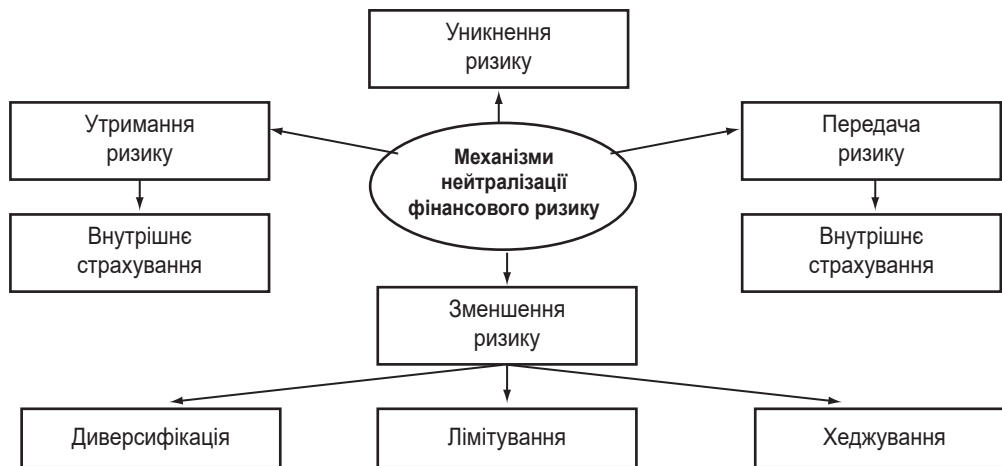 Уникнення
ризику
Утримання
ризику
Механізми
нейтралізації
фінансового ризику
Передача
ризику
Внутрішнє
страхування
Внутрішнє
страхування
Зменшення
ризику
Диверсифікація
Лімітування
Хеджування